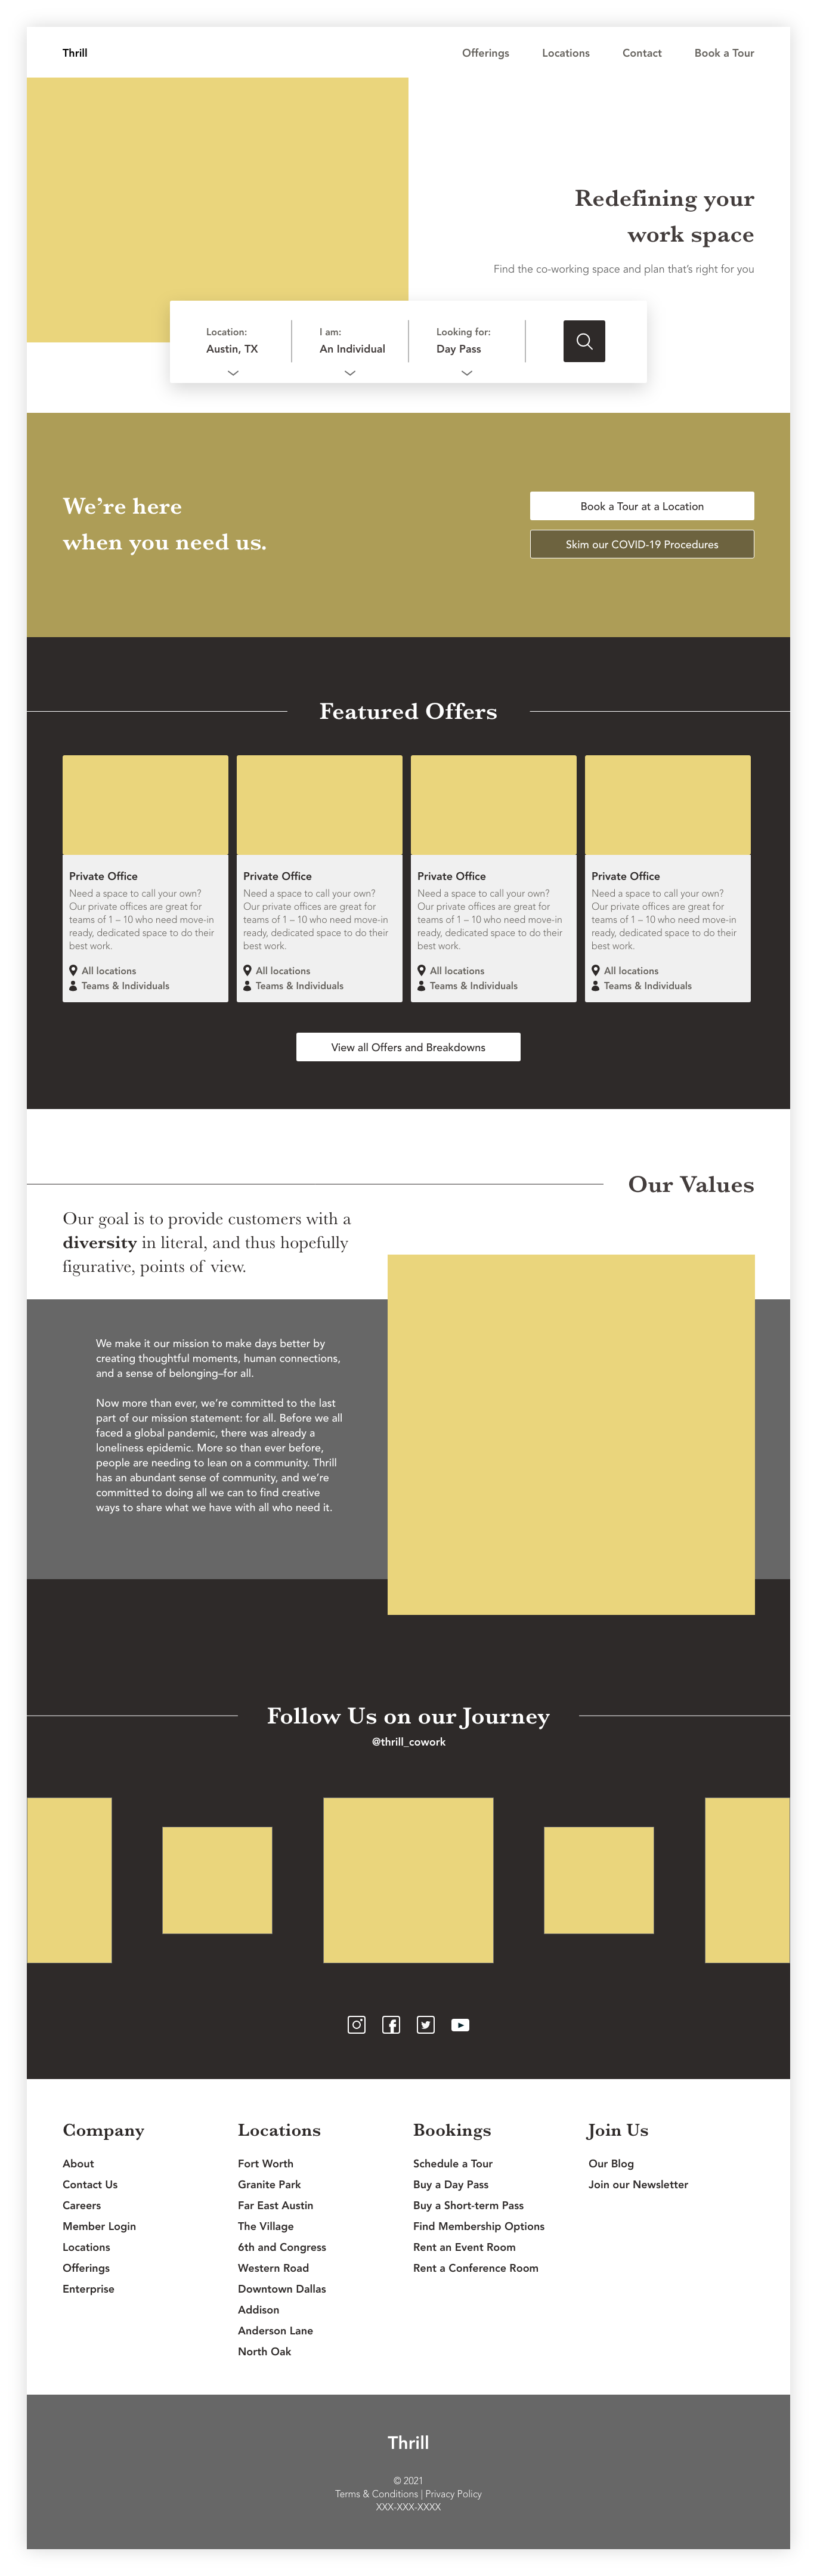 Thrill
Offerings
Locations
Contact
Book a Tour
Redefining your
work space
Find the co-working space and plan that's right for you
Location:
Austin, TX
I am:
An Individual
Looking for:
Day Pass
We're here
when you need us.
Book a Tour at a Location
Skim our COVID-19 Procedures
Featured Offers
Private Office
Need a space to call your own?
Our private offices are great for
teams of 1 – 10 who need move-in
ready, dedicated space to do their
best work.
All locations
Teams & Individuals
Private Office
Need a space to call your own?
Our private offices are great for
teams of 1 – 10 who need move-in
ready, dedicated space to do their
best work.
All locations
Teams & Individuals
Private Office
Need a space to call your own?
Our private offices are great for
teams of 1 – 10 who need move-in
ready, dedicated space to do their
best work.
All locations
Teams & Individuals
Private Office
Need a space to call your own?
Our private offices are great for
teams of 1 – 10 who need move-in
ready, dedicated space to do their
best work.
All locations
Teams & Individuals
View all Offers and Breakdowns
Our Values
Our goal is to provide customers with a
diversity in literal, and thus hopefully
figurative, points of view.
We make it our mission to make days better by
creating thoughtful moments, human connections,
and a sense of belonging–for all.
Now more than ever, we're committed to the last
part of our mission statement: for all. Before we all
faced a global pandemic, there was already a
loneliness epidemic. More so than ever before,
people are needing to lean on a community. Thrill
has an abundant sense of community, and we're
committed to doing all we can to find creative
ways to share what we have with all who need it.
Follow Us on our Journey
@thrill_cowork
Company
About
Contact Us
Careers
Member Login
Locations
Offerings
Enterprise
Locations
Fort Worth
Granite Park
Far East Austin
The Village
6th and Congress
Western Road
Downtown Dallas
Addison
Anderson Lane
North Oak
Bookings
Schedule a Tour
Buy a Day Pass
Buy a Short-term Pass
Find Membership Options
Rent an Event Room
Rent a Conference Room
Join Us
Our Blog
Join our Newsletter
Thrill
© 2021
Terms & Conditions | Privacy Policy
XXX-XXX-XXXX